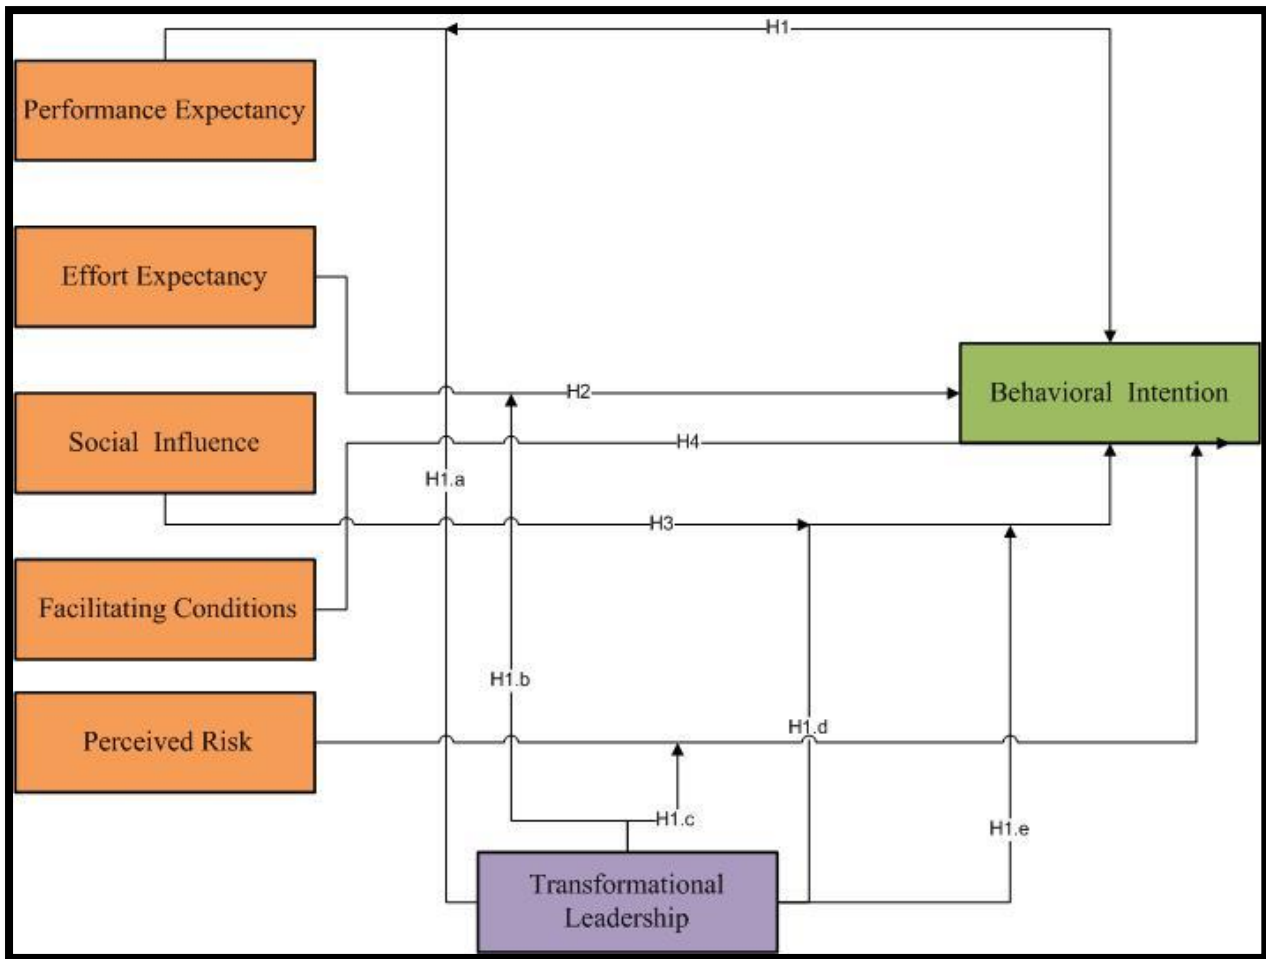 H1
Performance Expectancy
Effort Expectancy
H2
Behavioral Intention
Social Influence
H4
H1.a
H3
Facilitating Conditions
H1.b
H1.d
Perceived Risk
H1.c
H1.e
Transformational
Leadership